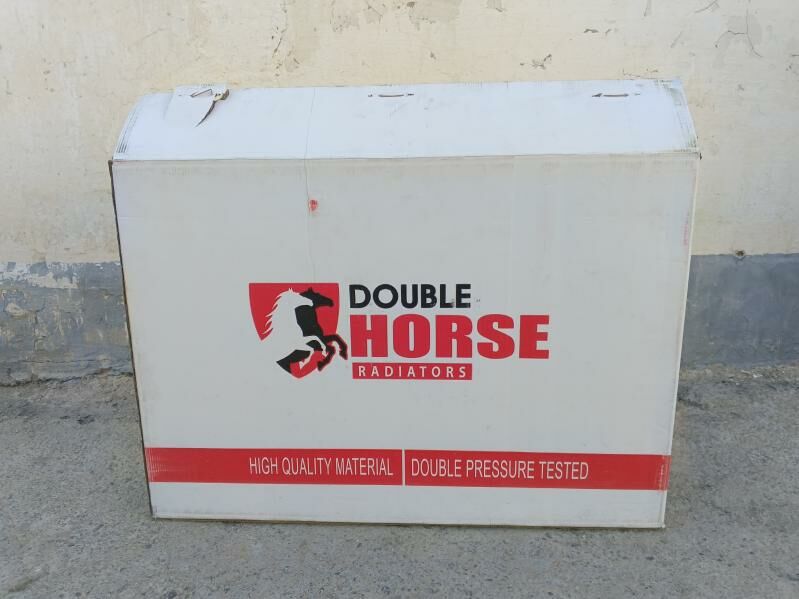 DOUBLE
HORSE
RADIATORS
HIGH QUALITY MATERIAL | DOUBLE PRESSURE TESTED